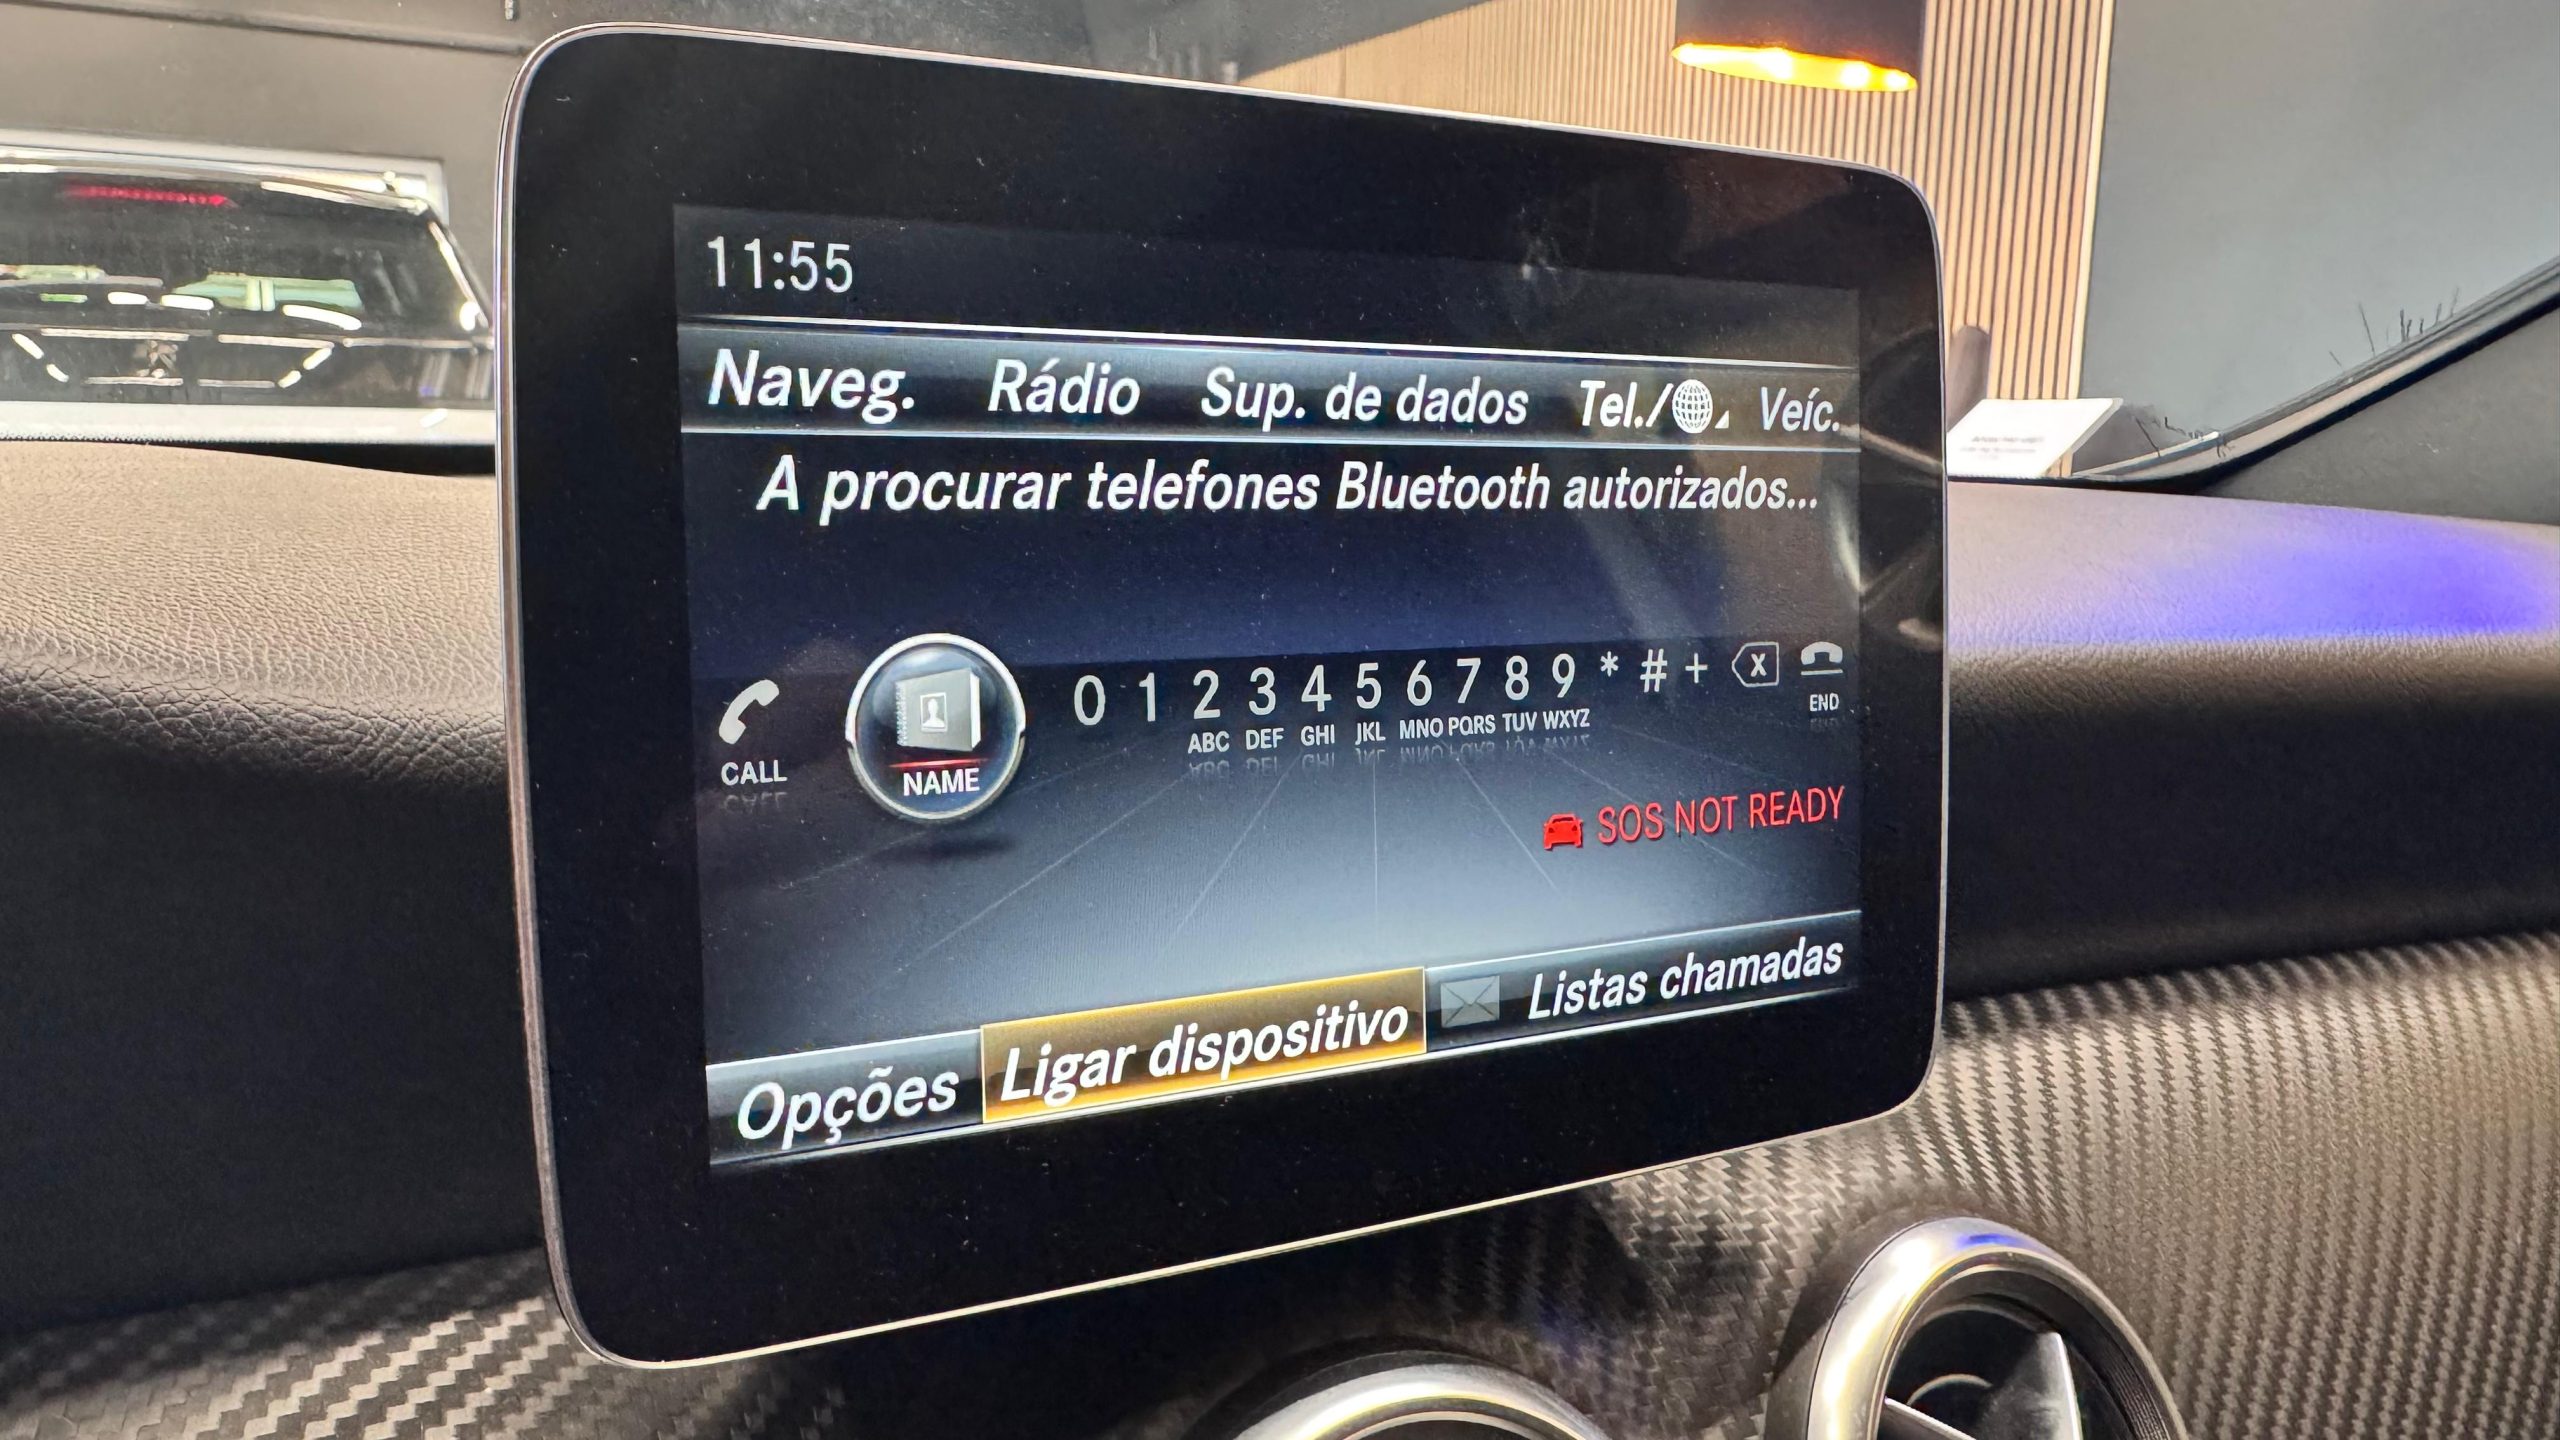 11:55
Naveg. Rádio Sup. de dados Tel./ Veíc.
A procurar telefones Bluetooth autorizados...
0 1 2 3 4 5 6 7 8 9 * # +
ABC DEF GHI JKL MNO PQRS TUV WXYZ
CALL NAME END
SOS NOT READY
Opções Ligar dispositivo Listas chamadas